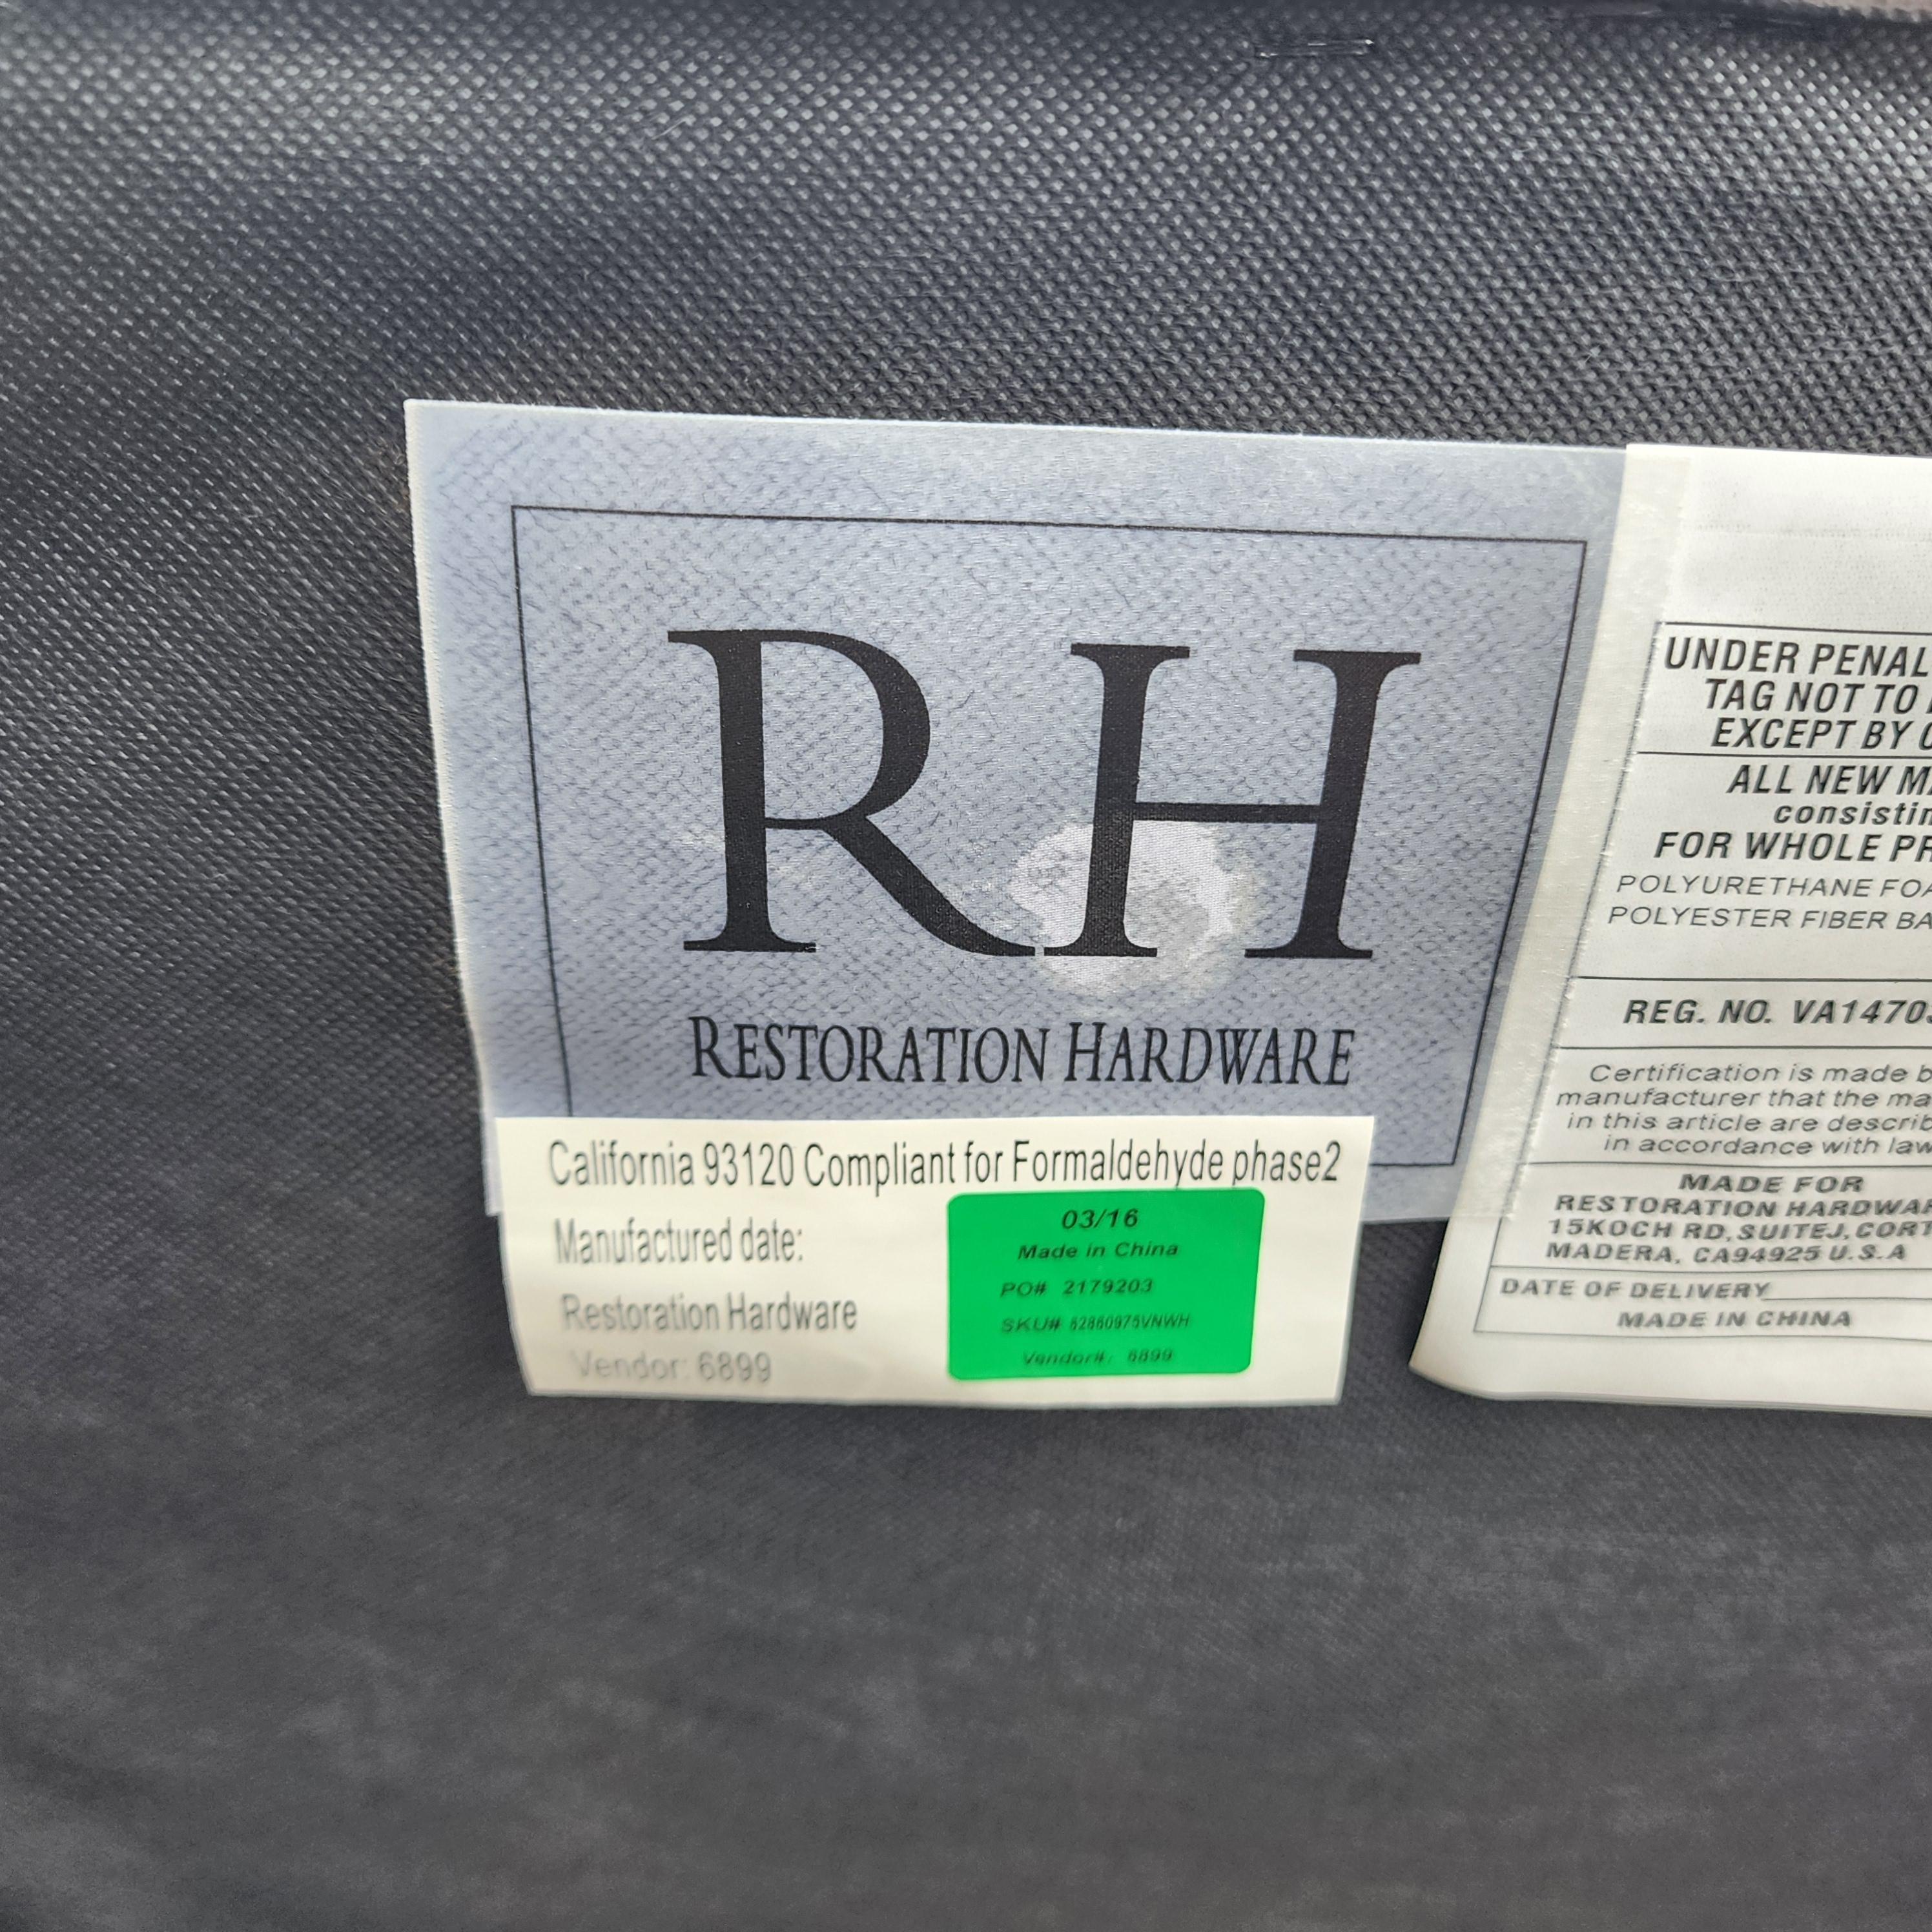 RH
RESTORATION HARDWARE
California 93120 Compliant for Formaldehyde phase2
Manufactured date:
Restoration Hardware
Vendor: 6899
03/16
Made in China
PO# 2179203
SKU# 62860975VNWH
Vendor#: 6899
UNDER PENAL
TAG NOT TO
EXCEPT BY
ALL NEW
consistin
FOR WHOLE PR
POLYURETHANE FOA
POLYESTER FIBER BA
REG. NO. VA1470
Certification is made b
manufacturer that the ma
in this article are describ
in accordance with law
MADE FOR
RESTORATION HARDWAR
15KOCH RD, SUITEJ, CORT
MADERA, CA94925 U.S.A
DATE OF DELIVERY
MADE IN CHINA